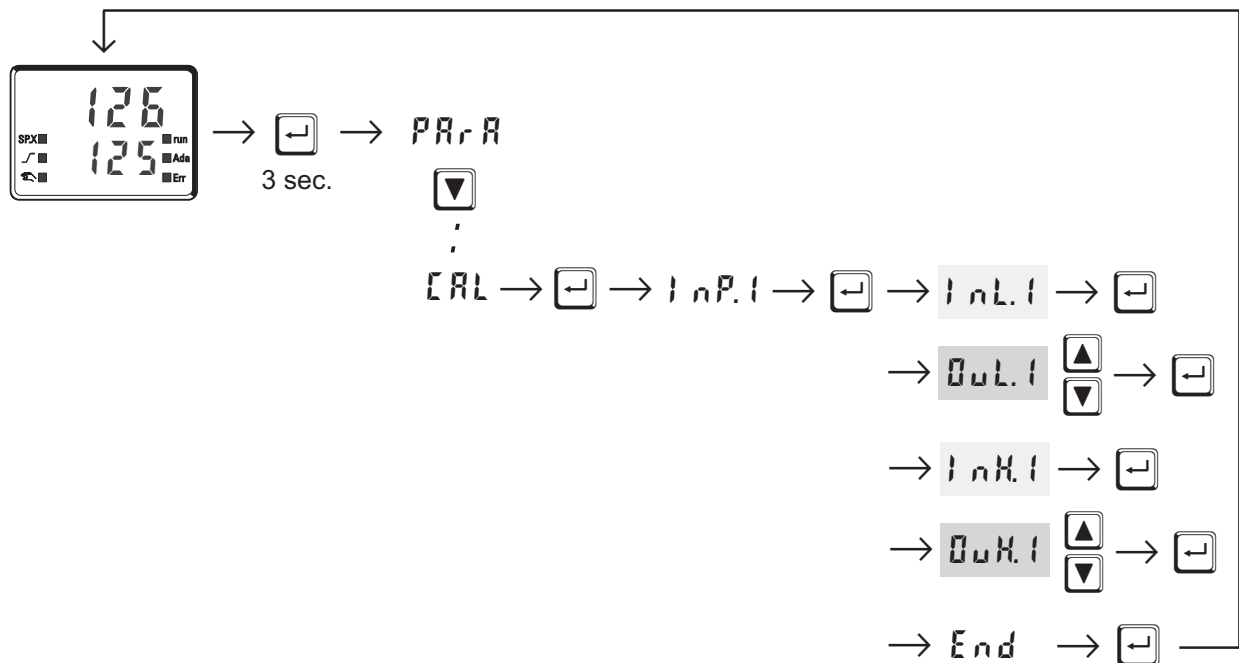 126
SP.X run
125 Ada
Err
3 sec.
PArA
CAL InP.1 InL.1
OuL.1
InH.1
OuH.1
End